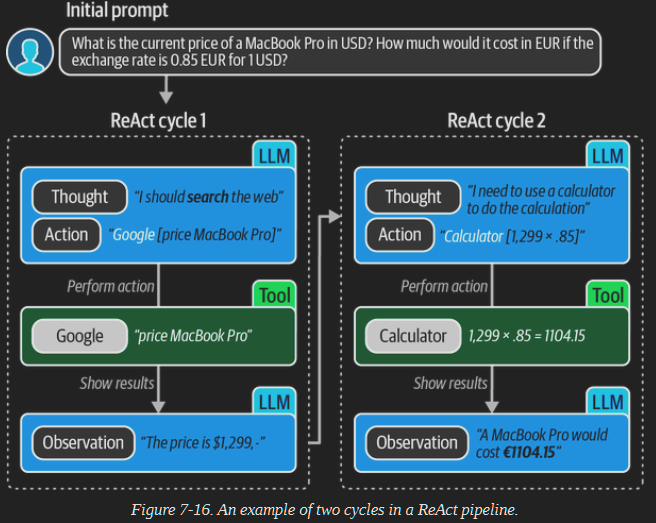 Initial prompt
What is the current price of a MacBook Pro in USD? How much would it cost in EUR if the
exchange rate is 0.85 EUR for 1 USD?
ReAct cycle 1
LLM
Thought "I should search the web"
Action "Google [price MacBook Pro]"
Perform action
Tool
Google "price MacBook Pro"
Show results
LLM
Observation "The price is $1,299,-"
ReAct cycle 2
LLM
Thought "I need to use a calculator
to do the calculation"
Action "Calculator [1,299 × .85]"
Perform action
Tool
Calculator 1,299 × .85 = 1104.15
Show results
LLM
Observation "A MacBook Pro would
cost €1104.15"
Figure 7-16. An example of two cycles in a ReAct pipeline.